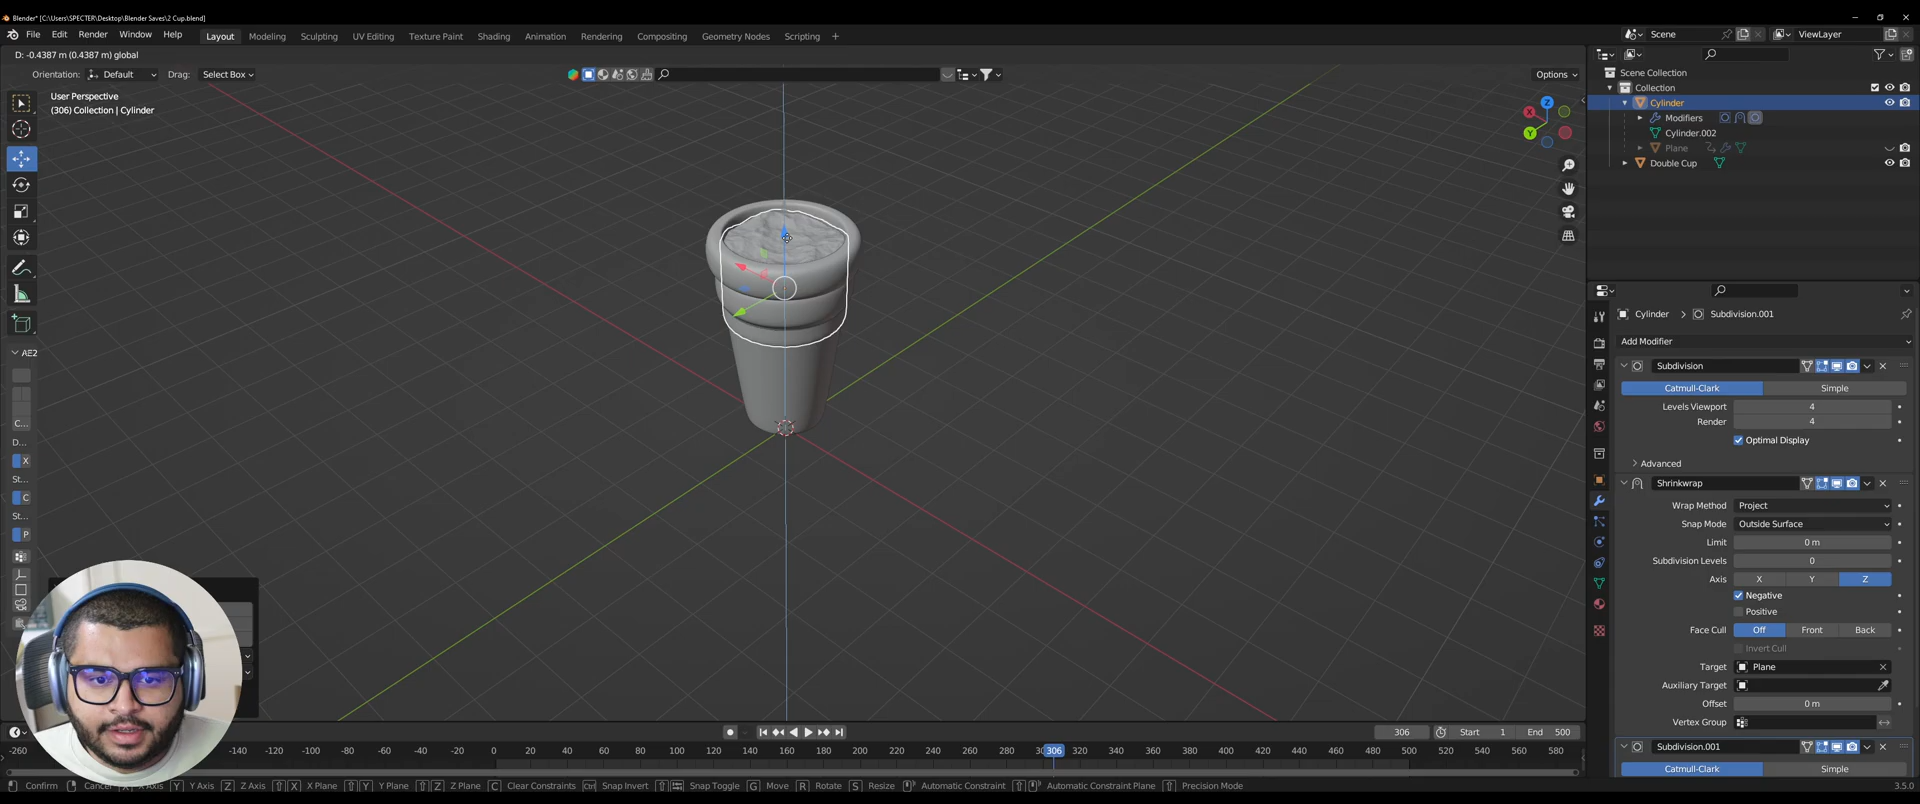 Blender* [C:\Users\SPECTER\Desktop\Blender Saves\2 Cup.blend]
File Edit Render Window Help Layout Modeling Sculpting UV Editing Texture Paint Shading Animation Rendering Compositing Geometry Nodes Scripting + Scene ViewLayer
D: -0.4387 m (0.4387 m) global
Orientation: Default Drag: Select Box Options
User Perspective
(306) Collection | Cylinder
Scene Collection
Collection
Cylinder
Modifiers
Cylinder.002
Plane
Double Cup
X
Y
Z
AE2
C...
D...
X
St...
C
St...
P
Cylinder > Subdivision.001
Add Modifier
Subdivision
Catmull-Clark Simple
Levels Viewport 4
Render 4
Optimal Display
Advanced
Shrinkwrap
Wrap Method Project
Snap Mode Outside Surface
Limit 0 m
Subdivision Levels 0
Axis X Y Z
Negative
Positive
Face Cull Off Front Back
Invert Cull
Target Plane
Auxiliary Target
Offset 0 m
Vertex Group
Subdivision.001
Catmull-Clark Simple
306 Start 1 End 500
-260 -140 -120 -100 -80 -60 -40 -20 0 20 40 60 80 100 120 140 160 180 200 220 240 260 280 306 320 340 360 380 400 420 440 460 480 500 520 540 560 580
Confirm Cancel X X Axis Y Y Axis Z Z Axis X X Plane Y Y Plane Z Z Plane C Clear Constraints Ctrl Snap Invert Snap Toggle G Move R Rotate S Resize Automatic Constraint Automatic Constraint Plane Precision Mode 3.5.0